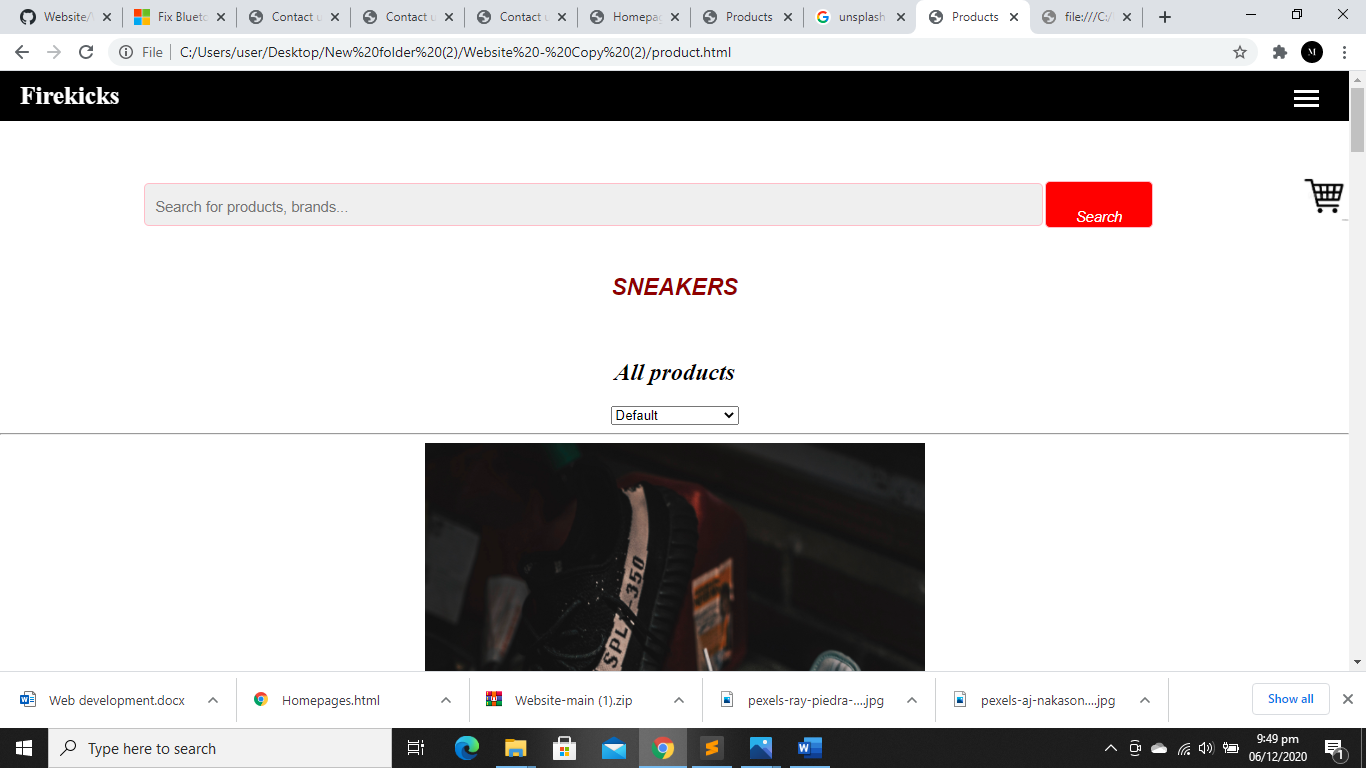 Website/ Fix Bluet Contact u Contact u Contact u Homepag Products unsplash Products file:///C:/
File C:/Users/user/Desktop/New%20folder%20(2)/Website%20-%20Copy%20(2)/product.html M
Firekicks
Search for products, brands... Search
SNEAKERS
All products
Default
SPL -350
Web development.docx Homepages.html Website-main (1).zip pexels-ray-piedra-....jpg pexels-aj-nakason....jpg Show all
Type here to search 9:49 pm
06/12/2020 1